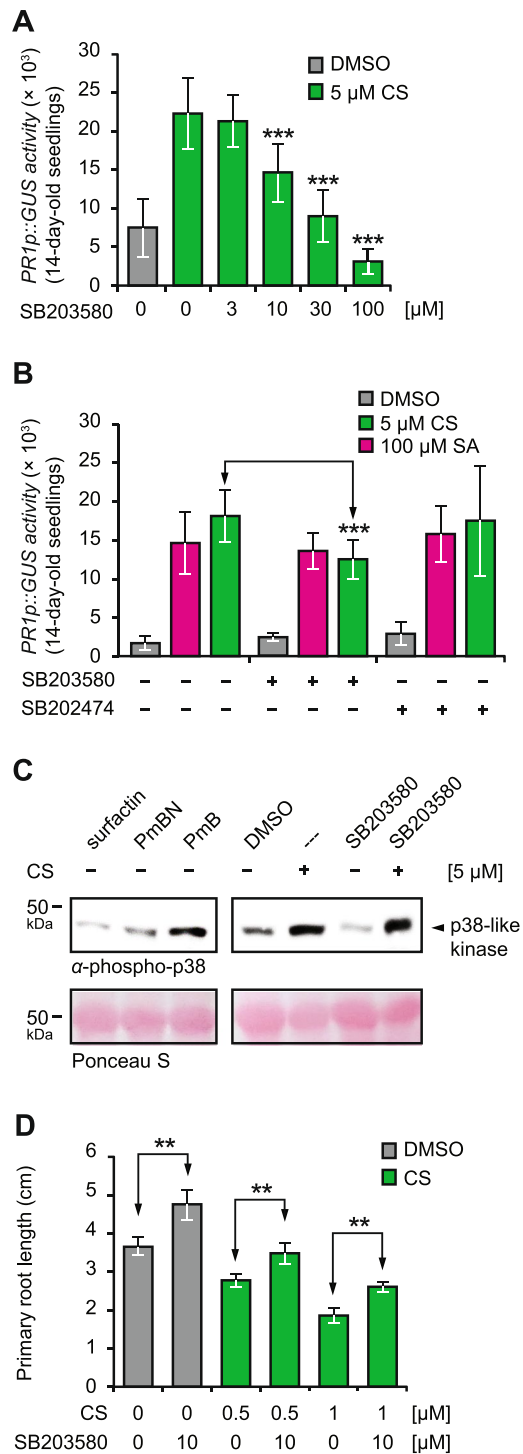 A
PR1p::GUS activity (× 10³)
(14-day-old seedlings)
30
25
20
15
10
5
0
DMSO
5 µM CS
***
***
***
SB203580 0 0 3 10 30 100 [µM]
B
PR1p::GUS activity (× 10³)
(14-day-old seedlings)
30
25
20
15
10
5
0
DMSO
5 µM CS
100 µM SA
***
SB203580 – – – + + + – – –
SB202474 – – – – – – + + +
C
surfactin PmBN PmB DMSO --- SB203580 SB203580
CS – – – – + – + [5 µM]
50
kDa
p38-like
kinase
α-phospho-p38
50
kDa
Ponceau S
D
Primary root length (cm)
6
5
4
3
2
1
0
DMSO
CS
**
**
**
CS 0 0 0.5 0.5 1 1 [µM]
SB203580 0 10 0 10 0 10 [µM]